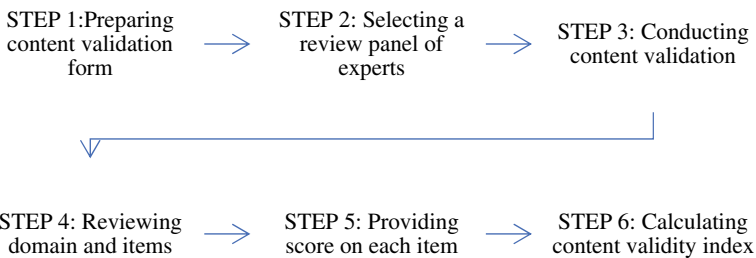 STEP 1:Preparing
content validation
form
STEP 2: Selecting a
review panel of
experts
STEP 3: Conducting
content validation
STEP 4: Reviewing
domain and items
STEP 5: Providing
score on each item
STEP 6: Calculating
content validity index